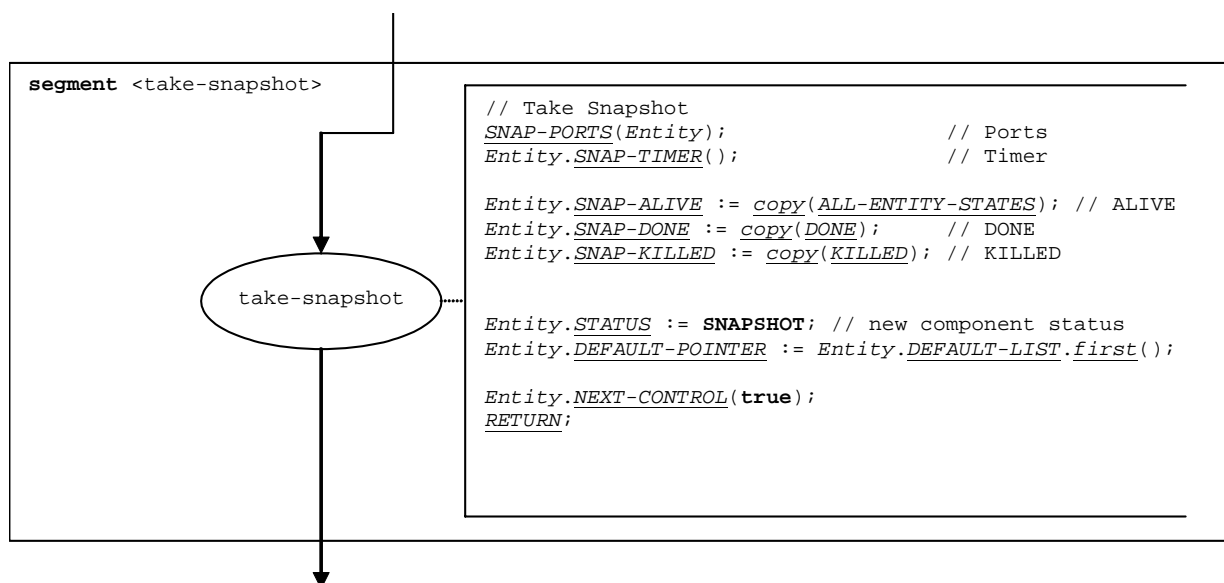 segment <take-snapshot>
// Take Snapshot
SNAP-PORTS(Entity); // Ports
Entity.SNAP-TIMER(); // Timer
Entity.SNAP-ALIVE := copy(ALL-ENTITY-STATES); // ALIVE
Entity.SNAP-DONE := copy(DONE); // DONE
Entity.SNAP-KILLED := copy(KILLED); // KILLED
take-snapshot
Entity.STATUS := SNAPSHOT; // new component status
Entity.DEFAULT-POINTER := Entity.DEFAULT-LIST.first();
Entity.NEXT-CONTROL(true);
RETURN;